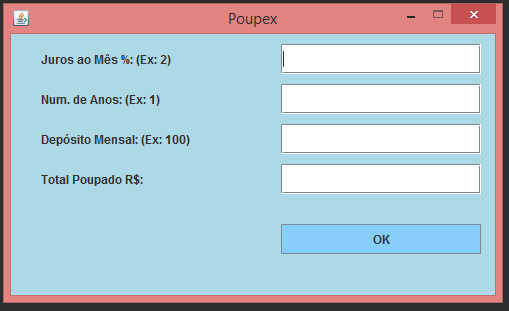 Poupex
Juros ao Mês %: (Ex: 2)
Num. de Anos: (Ex: 1)
Depósito Mensal: (Ex: 100)
Total Poupado R$:
OK